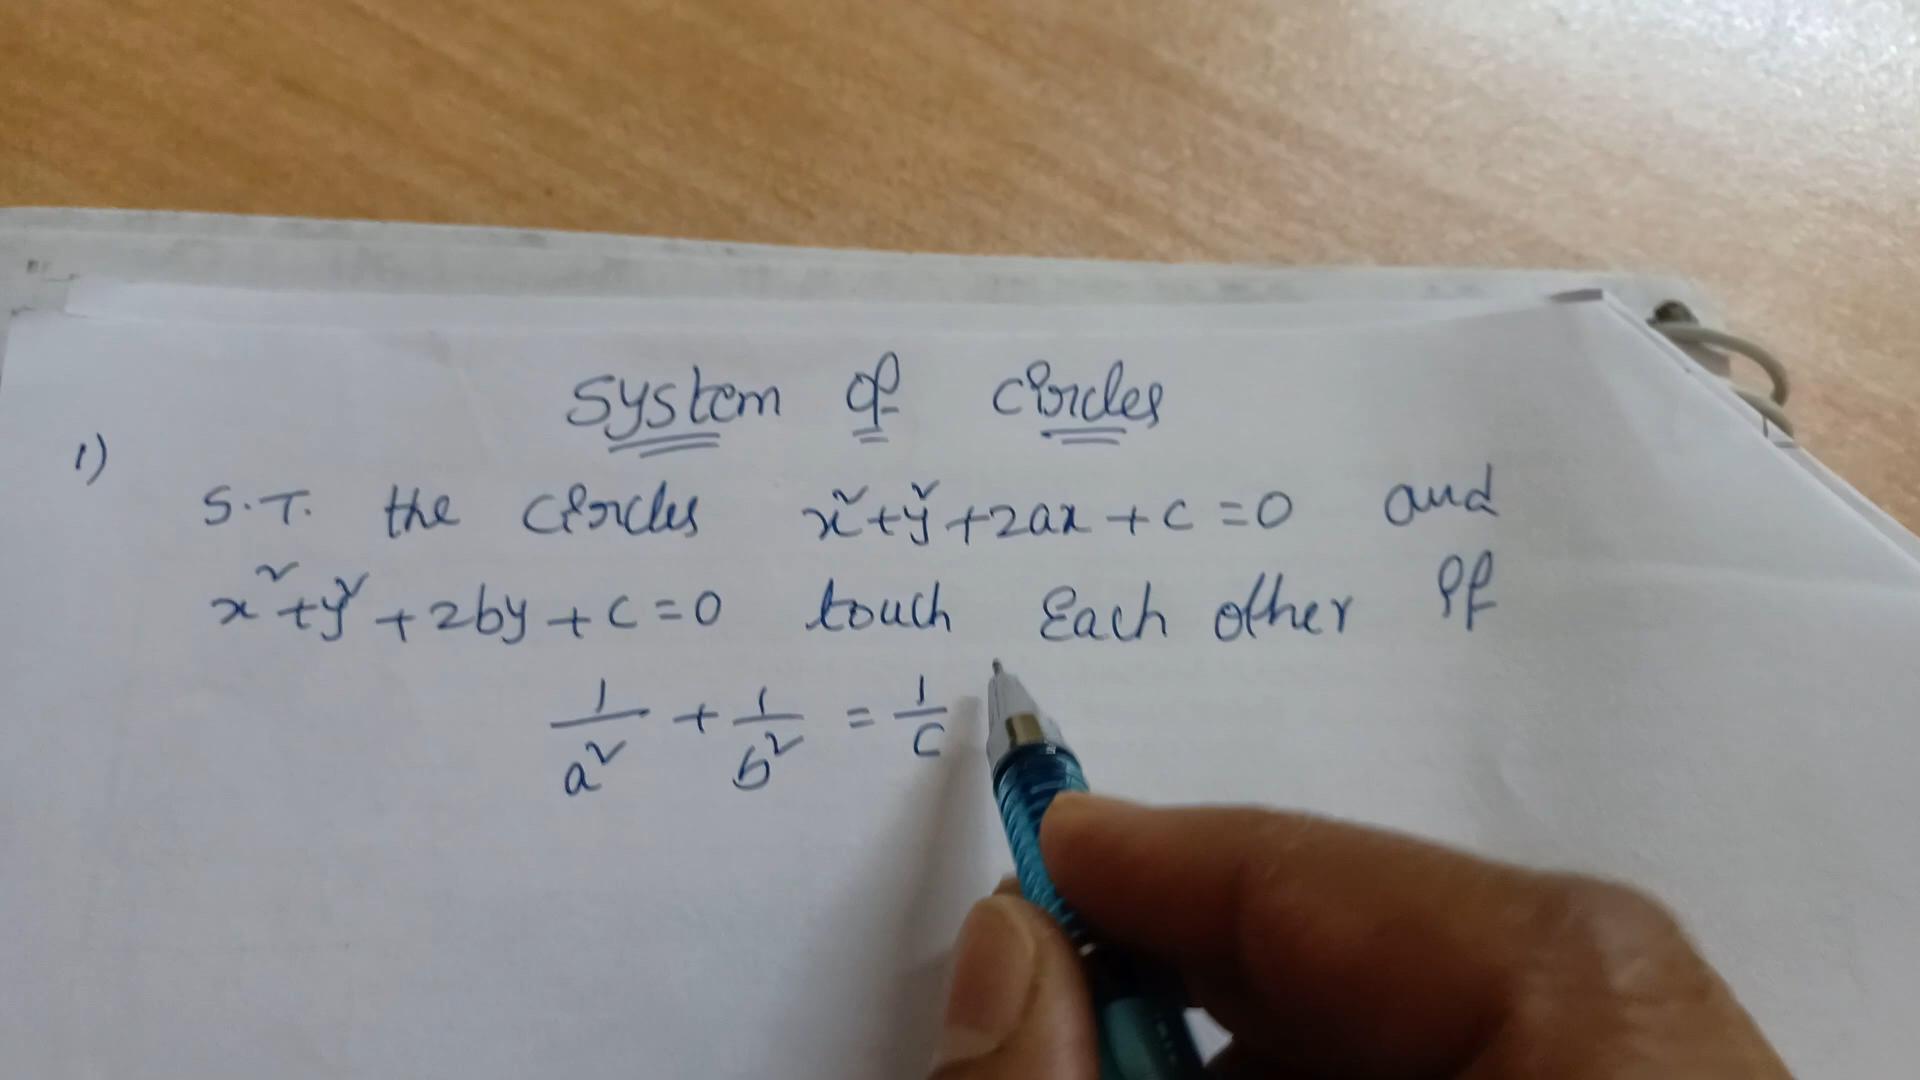 System of Circles
1)
S.T. the circles x²+y²+2ax+c=0 and
x²+y²+2by+c=0 touch Each other if
1/a² + 1/b² = 1/c